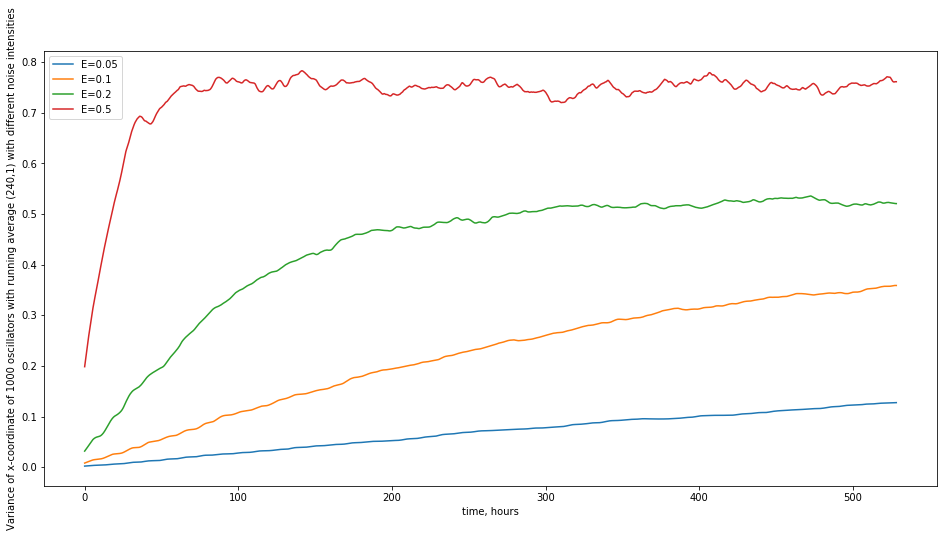 Variance of x-coordinate of 1000 oscillators with running average (240,1) with different noise intensities
0.8
0.7
0.6
0.5
0.4
0.3
0.2
0.1
0.0
E=0.05
E=0.1
E=0.2
E=0.5
0 100 200 300 400 500
time, hours